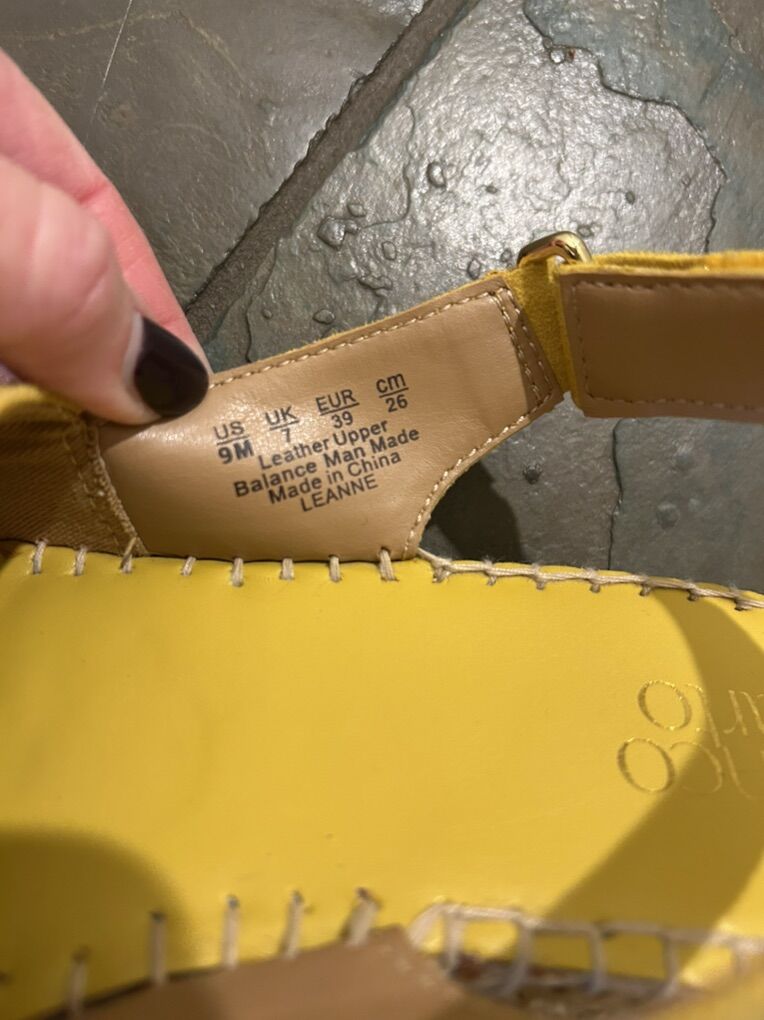 US UK EUR cm
9M 7 39 26
Leather Upper
Balance Man Made
Made in China
LEANNE